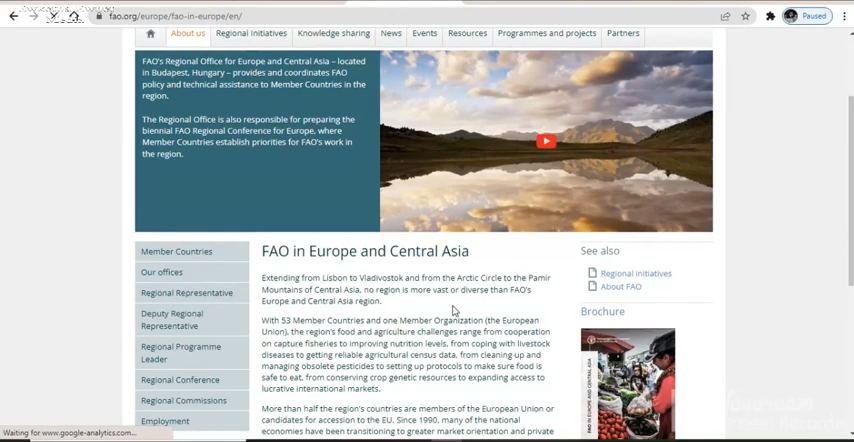 fao.org/europe/fao-in-europe/en/
Paused
About us
Regional Initiatives
Knowledge sharing
News
Events
Resources
Programmes and projects
Partners
FAO's Regional Office for Europe and Central Asia – located
in Budapest, Hungary – provides and coordinates FAO
policy and technical assistance to Member Countries in the
region.
The Regional Office is also responsible for preparing the
biennial FAO Regional Conference for Europe, where
Member Countries establish priorities for FAO's work in
the region.
Member Countries
Our offices
Regional Representative
Deputy Regional
Representative
Regional Programme
Leader
Regional Conference
Regional Commissions
Employment
FAO in Europe and Central Asia
Extending from Lisbon to Vladivostok and from the Arctic Circle to the Pamir
Mountains of Central Asia, no region is more vast or diverse than FAO's
Europe and Central Asia region.
With 53 Member Countries and one Member Organization (the European
Union), the region's food and agriculture challenges range from cooperation
on capture fisheries to improving nutrition levels, from coping with livestock
diseases to getting reliable agricultural census data, from cleaning up and
managing obsolete pesticides to setting up protocols to make sure food is
safe to eat, from conserving crop genetic resources to expanding access to
lucrative international markets.
More than half the region's countries are members of the European Union or
candidates for accession to the EU. Since 1990, many of the national
economies have been transitioning to greater market orientation and private
See also
Regional Initiatives
About FAO
Brochure
FAO IN EUROPE AND CENTRAL ASIA
Waiting for www.google-analytics.com...